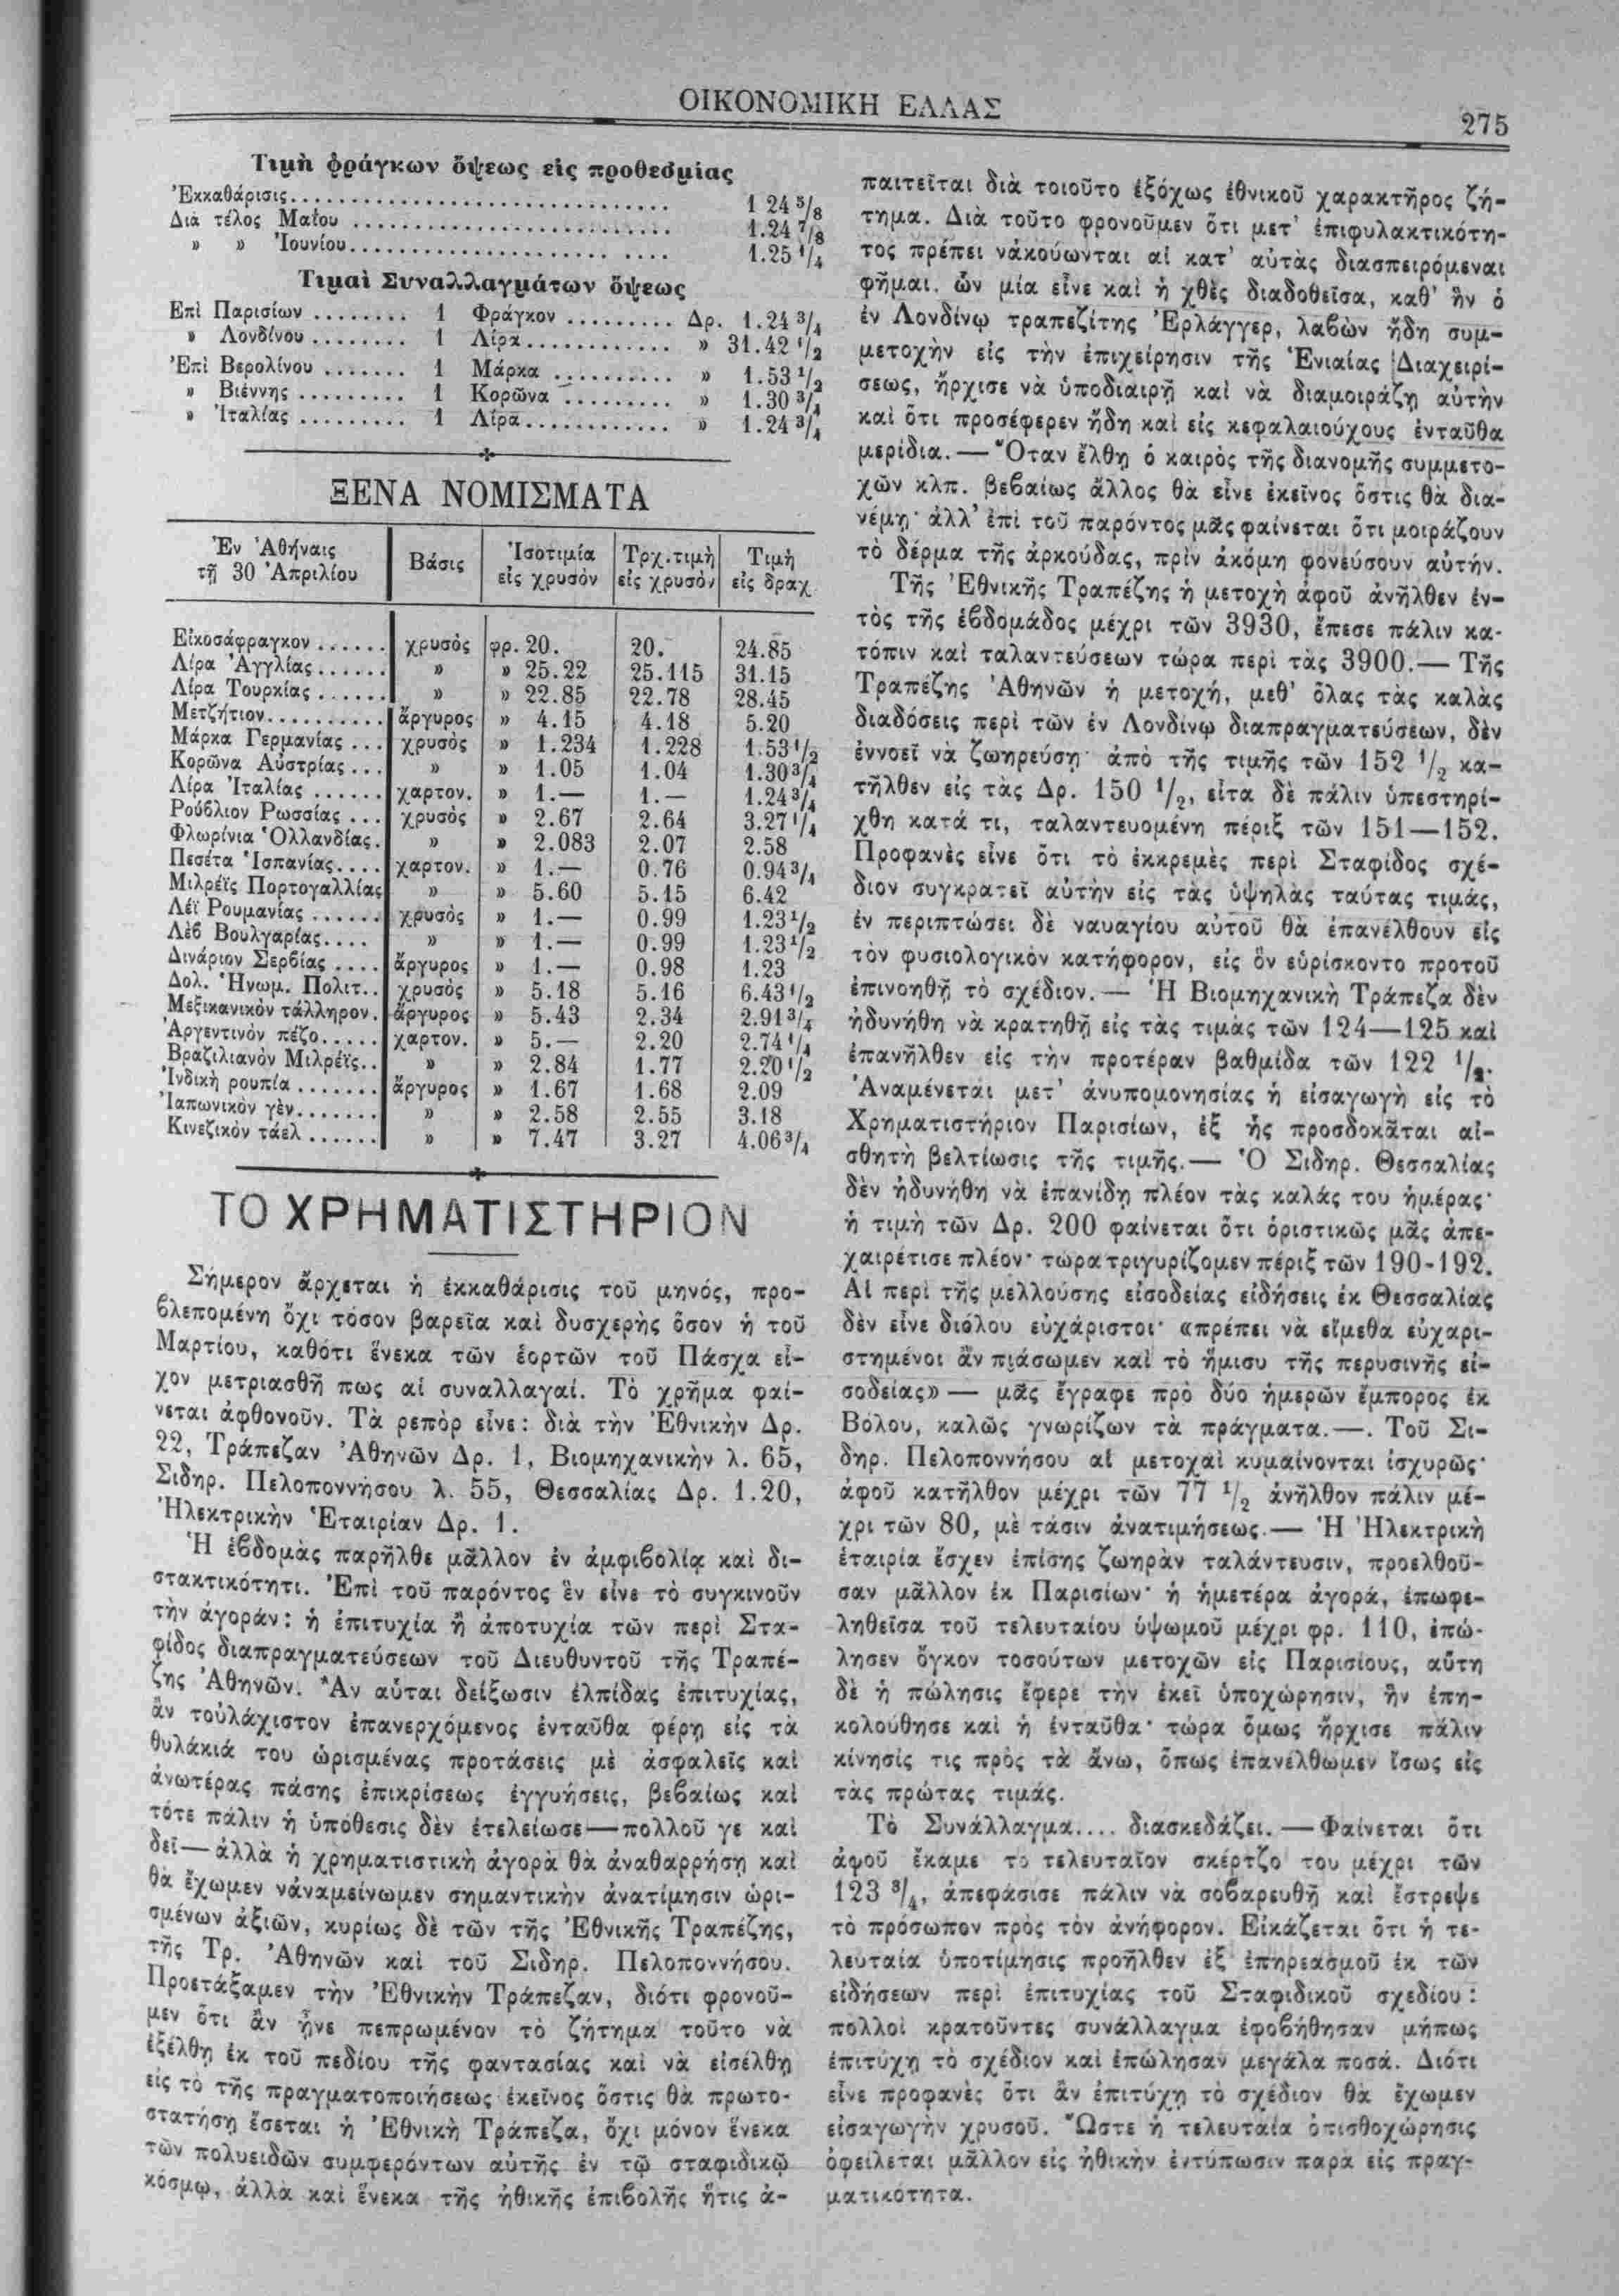 ΟΙΚΟΝΟΜΙΚΗ ΕΛΛΑΣ
275
Τιμὴ φράγκων ὄψεως εἰς προθεσμίας
Ἐκκαθάρισις................................ 1 24 5/8
Διὰ τέλος Μαΐου ........................... 1.24 7/8
» » Ἰουνίου............................ 1.25 1/4
Τιμαὶ Συναλλαγμάτων ὄψεως
Ἐπὶ Παρισίων ........ 1 Φράγκον ......... Δρ. 1.24 3/4
» Λονδίνου ........ 1 Λίρα............ » 31.42 1/2
Ἐπὶ Βερολίνου ....... 1 Μάρκα .......... » 1.53 1/2
» Βιέννης ......... 1 Κορῶνα ......... » 1.30 3/4
» Ἰταλίας ......... 1 Λίρα............ » 1.24 3/4
ΞΕΝΑ ΝΟΜΙΣΜΑΤΑ
Ἐν Ἀθήναις τῇ 30 Ἀπριλίου | Βάσις | Ἰσοτιμία εἰς χρυσόν | Τρχ. τιμὴ εἰς χρυσόν | Τιμὴ εἰς δραχ
Εἰκοσάφραγκον ...... χρυσὸς φρ. 20. 20. 24.85
Λίρα Ἀγγλίας...... » » 25.22 25.115 31.15
Λίρα Τουρκίας ...... » » 22.85 22.78 28.45
Μετζήτιον.......... ἄργυρος » 4.15 4.18 5.20
Μάρκα Γερμανίας ... χρυσὸς » 1.234 1.228 1.53 1/2
Κορῶνα Αὐστρίας... » » 1.05 1.04 1.30 3/4
Λίρα Ἰταλίας ...... χαρτον. » 1.— 1.— 1.24 3/4
Ρούβλιον Ρωσσίας ... χρυσὸς » 2.67 2.64 3.27 1/4
Φλωρίνια Ὁλλανδίας. » » 2.083 2.07 2.58
Πεσέτα Ἱσπανίας.... χαρτον. » 1.— 0.76 0.94 3/4
Μιλρέϊς Πορτογαλλίας » » 5.60 5.15 6.42
Λέϊ Ρουμανίας ...... χρυσὸς » 1.— 0.99 1.23 1/2
Λὲβ Βουλγαρίας.... » » 1.— 0.99 1.23 1/2
Δινάριον Σερβίας .... ἄργυρος » 1.— 0.98 1.23
Δολ. Ἡνωμ. Πολιτ.. χρυσὸς » 5.18 5.16 6.43 1/2
Μεξικανικὸν τάλληρον. ἄργυρος » 5.43 2.34 2.91 3/4
Ἀργεντινὸν πέζο..... χαρτον. » 5.— 2.20 2.74 1/4
Βραζιλιανὸν Μιλρέϊς.. » » 2.84 1.77 2.20 1/2
Ἰνδικὴ ρουπία ....... ἄργυρος » 1.67 1.68 2.09
Ἰαπωνικὸν γὲν....... » » 2.58 2.55 3.18
Κινεζικὸν τάελ ...... » » 7.47 3.27 4.06 3/4
ΤΟ ΧΡΗΜΑΤΙΣΤΗΡΙΟΝ
Σήμερον ἄρχεται ἡ ἐκκαθάρισις τοῦ μηνός, προ-
βλεπομένη ὄχι τόσον βαρεῖα καὶ δυσχερὴς ὅσον ἡ τοῦ
Μαρτίου, καθότι ἕνεκα τῶν ἑορτῶν τοῦ Πάσχα εἶ-
χον μετριασθῆ πως αἱ συναλλαγαί. Τὸ χρῆμα φαί-
νεται ἀφθονοῦν. Τὰ ρεπὸρ εἶνε: διὰ τὴν Ἐθνικὴν Δρ.
22, Τράπεζαν Ἀθηνῶν Δρ. 1, Βιομηχανικὴν λ. 65,
Σιδηρ. Πελοποννήσου λ. 55, Θεσσαλίας Δρ. 1.20,
Ἠλεκτρικὴν Ἑταιρίαν Δρ. 1.
Ἡ ἑβδομὰς παρῆλθε μᾶλλον ἐν ἀμφιβολίᾳ καὶ δι-
στακτικότητι. Ἐπὶ τοῦ παρόντος ἓν εἶνε τὸ συγκινοῦν
τὴν ἀγοράν: ἡ ἐπιτυχία ἢ ἀποτυχία τῶν περὶ Στα-
φίδος διαπραγματεύσεων τοῦ Διευθυντοῦ τῆς Τραπέ-
ζης Ἀθηνῶν. Ἂν αὗται δείξωσιν ἐλπίδας ἐπιτυχίας,
ἂν τοὐλάχιστον ἐπανερχόμενος ἐνταῦθα φέρῃ εἰς τὰ
θυλάκιά του ὡρισμένας προτάσεις μὲ ἀσφαλεῖς καὶ
ἀνωτέρας πάσης ἐπικρίσεως ἐγγυήσεις, βεβαίως καὶ
τότε πάλιν ἡ ὑπόθεσις δὲν ἐτελείωσε—πολλοῦ γε καὶ
δεῖ—ἀλλὰ ἡ χρηματιστικὴ ἀγορὰ θὰ ἀναθαρρήσῃ καὶ
θὰ ἔχωμεν νἀναμείνωμεν σημαντικὴν ἀνατίμησιν ὡρι-
σμένων ἀξιῶν, κυρίως δὲ τῶν τῆς Ἐθνικῆς Τραπέζης,
τῆς Τρ. Ἀθηνῶν καὶ τοῦ Σιδηρ. Πελοποννήσου.
Προετάξαμεν τὴν Ἐθνικὴν Τράπεζαν, διότι φρονοῦ-
μεν ὅτι ἂν ᾖνε πεπρωμένον τὸ ζήτημα τοῦτο νὰ
ἐξέλθῃ ἐκ τοῦ πεδίου τῆς φαντασίας καὶ νὰ εἰσέλθῃ
εἰς τὸ τῆς πραγματοποιήσεως ἐκεῖνος ὅστις θὰ πρωτο-
στατήσῃ ἔσεται ἡ Ἐθνικὴ Τράπεζα, ὄχι μόνον ἕνεκα
τῶν πολυειδῶν συμφερόντων αὐτῆς ἐν τῷ σταφιδικῷ
κόσμῳ, ἀλλὰ καὶ ἕνεκα τῆς ἠθικῆς ἐπιβολῆς ἥτις ἀ-
παιτεῖται διὰ τοιοῦτο ἐξόχως ἐθνικοῦ χαρακτῆρος ζή-
τημα. Διὰ τοῦτο φρονοῦμεν ὅτι μετ' ἐπιφυλακτικότη-
τος πρέπει νἀκούωνται αἱ κατ' αὐτὰς διασπειρόμεναι
φῆμαι. ὧν μία εἶνε καὶ ἡ χθὲς διαδοθεῖσα, καθ' ἣν ὁ
ἐν Λονδίνῳ τραπεζίτης Ἐρλάγγερ, λαβὼν ἤδη συμ-
μετοχὴν εἰς τὴν ἐπιχείρησιν τῆς Ἑνιαίας Διαχειρί-
σεως, ἤρχισε νὰ ὑποδιαιρῇ καὶ νὰ διαμοιράζῃ αὐτὴν
καὶ ὅτι προσέφερεν ἤδη καὶ εἰς κεφαλαιούχους ἐνταῦθα
μερίδια.—Ὅταν ἔλθῃ ὁ καιρὸς τῆς διανομῆς συμμετο-
χῶν κλπ. βεβαίως ἄλλος θὰ εἶνε ἐκεῖνος ὅστις θὰ δια-
νέμῃ· ἀλλ' ἐπὶ τοῦ παρόντος μᾶς φαίνεται ὅτι μοιράζουν
τὸ δέρμα τῆς ἀρκούδας, πρὶν ἀκόμη φονεύσουν αὐτήν.
Τῆς Ἐθνικῆς Τραπέζης ἡ μετοχὴ ἀφοῦ ἀνῆλθεν ἐν-
τὸς τῆς ἑβδομάδος μέχρι τῶν 3930, ἔπεσε πάλιν κα-
τόπιν καὶ ταλαντεύσεων τώρα περὶ τὰς 3900.— Τῆς
Τραπέζης Ἀθηνῶν ἡ μετοχή, μεθ' ὅλας τὰς καλὰς
διαδόσεις περὶ τῶν ἐν Λονδίνῳ διαπραγματεύσεων, δὲν
ἐννοεῖ νὰ ζωηρεύσῃ· ἀπὸ τῆς τιμῆς τῶν 152 1/2 κα-
τῆλθεν εἰς τὰς Δρ. 150 1/2, εἶτα δὲ πάλιν ὑπεστηρί-
χθη κατά τι, ταλαντευομένη πέριξ τῶν 151—152.
Προφανὲς εἶνε ὅτι τὸ ἐκκρεμὲς περὶ Σταφίδος σχέ-
διον συγκρατεῖ αὐτὴν εἰς τὰς ὑψηλὰς ταύτας τιμάς,
ἐν περιπτώσει δὲ ναυαγίου αὐτοῦ θὰ ἐπανέλθουν εἰς
τὸν φυσιολογικὸν κατήφορον, εἰς ὃν εὑρίσκοντο προτοῦ
ἐπινοηθῇ τὸ σχέδιον.— Ἡ Βιομηχανικὴ Τράπεζα δὲν
ἠδυνήθη νὰ κρατηθῇ εἰς τὰς τιμὰς τῶν 124—125 καὶ
ἐπανῆλθεν εἰς τὴν προτέραν βαθμίδα τῶν 122 1/2.
Ἀναμένεται μετ' ἀνυπομονησίας ἡ εἰσαγωγὴ εἰς τὸ
Χρηματιστήριον Παρισίων, ἐξ ἧς προσδοκᾶται αἰ-
σθητὴ βελτίωσις τῆς τιμῆς.— Ὁ Σιδηρ. Θεσσαλίας
δὲν ἠδυνήθη νὰ ἐπανίδῃ πλέον τὰς καλάς του ἡμέρας·
ἡ τιμὴ τῶν Δρ. 200 φαίνεται ὅτι ὁριστικῶς μᾶς ἀπε-
χαιρέτισε πλέον· τώρα τριγυρίζομεν πέριξ τῶν 190-192.
Αἱ περὶ τῆς μελλούσης εἰσοδείας εἰδήσεις ἐκ Θεσσαλίας
δὲν εἶνε διόλου εὐχάριστοι· «πρέπει νὰ εἴμεθα εὐχαρι-
στημένοι ἂν πιάσωμεν καὶ τὸ ἥμισυ τῆς περυσινῆς εἰ-
σοδείας» — μᾶς ἔγραφε πρὸ δύο ἡμερῶν ἔμπορος ἐκ
Βόλου, καλῶς γνωρίζων τὰ πράγματα.—. Τοῦ Σι-
δηρ. Πελοποννήσου αἱ μετοχαὶ κυμαίνονται ἰσχυρῶς·
ἀφοῦ κατῆλθον μέχρι τῶν 77 1/2 ἀνῆλθον πάλιν μέ-
χρι τῶν 80, μὲ τάσιν ἀνατιμήσεως.— Ἡ Ἠλεκτρικὴ
ἑταιρία ἔσχεν ἐπίσης ζωηρὰν ταλάντευσιν, προελθοῦ-
σαν μᾶλλον ἐκ Παρισίων· ἡ ἡμετέρα ἀγορά, ἐπωφε-
ληθεῖσα τοῦ τελευταίου ὑψωμοῦ μέχρι φρ. 110, ἐπώ-
λησεν ὄγκον τοσούτων μετοχῶν εἰς Παρισίους, αὕτη
δὲ ἡ πώλησις ἔφερε τὴν ἐκεῖ ὑποχώρησιν, ἣν ἐπη-
κολούθησε καὶ ἡ ἐνταῦθα· τώρα ὅμως ἤρχισε πάλιν
κίνησίς τις πρὸς τὰ ἄνω, ὅπως ἐπανέλθωμεν ἴσως εἰς
τὰς πρώτας τιμάς.
Τὸ Συνάλλαγμα.... διασκεδάζει. —Φαίνεται ὅτι
ἀφοῦ ἔκαμε τὸ τελευταῖον σκέρτζο του μέχρι τῶν
123 3/4, ἀπεφάσισε πάλιν νὰ σοβαρευθῇ καὶ ἔστρεψε
τὸ πρόσωπον πρὸς τὸν ἀνήφορον. Εἰκάζεται ὅτι ἡ τε-
λευταία ὑποτίμησις προῆλθεν ἐξ ἐπηρεασμοῦ ἐκ τῶν
εἰδήσεων περὶ ἐπιτυχίας τοῦ Σταφιδικοῦ σχεδίου:
πολλοὶ κρατοῦντες συνάλλαγμα ἐφοβήθησαν μήπως
ἐπιτύχῃ τὸ σχέδιον καὶ ἐπώλησαν μεγάλα ποσά. Διότι
εἶνε προφανὲς ὅτι ἂν ἐπιτύχῃ τὸ σχέδιον θὰ ἔχωμεν
εἰσαγωγὴν χρυσοῦ. Ὥστε ἡ τελευταία ὀπισθοχώρησις
ὀφείλεται μᾶλλον εἰς ἠθικὴν ἐντύπωσιν παρὰ εἰς πραγ-
ματικότητα.